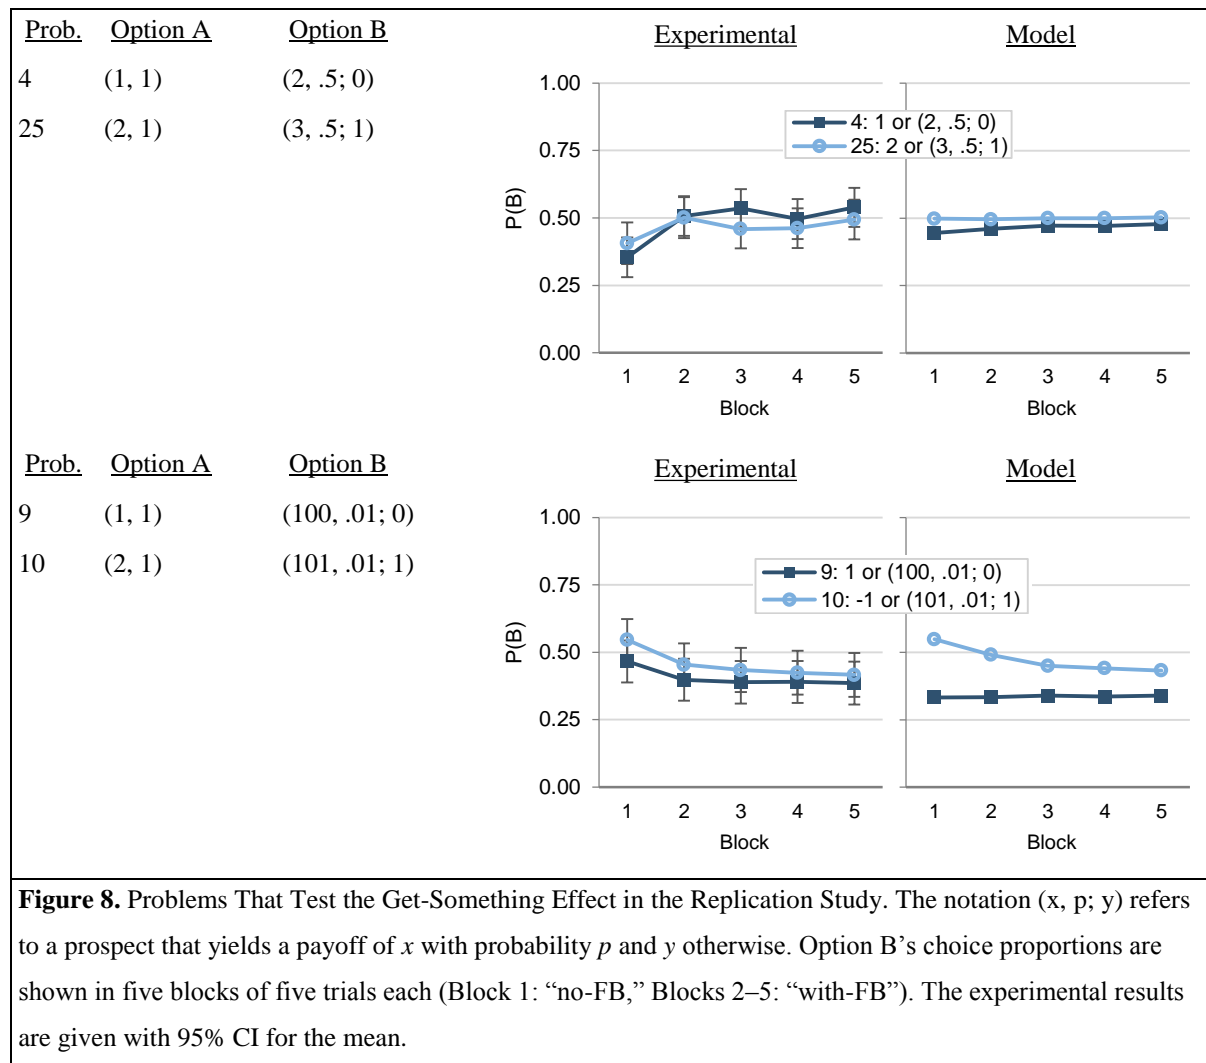 Prob. Option A Option B
4 (1, 1) (2, .5; 0)
25 (2, 1) (3, .5; 1)
Experimental Model
4: 1 or (2, .5; 0)
25: 2 or (3, .5; 1)
P(B)
1.00
0.75
0.50
0.25
0.00
1 2 3 4 5 1 2 3 4 5
Block Block
Prob. Option A Option B
9 (1, 1) (100, .01; 0)
10 (2, 1) (101, .01; 1)
Experimental Model
9: 1 or (100, .01; 0)
10: -1 or (101, .01; 1)
P(B)
1.00
0.75
0.50
0.25
0.00
1 2 3 4 5 1 2 3 4 5
Block Block
Figure 8. Problems That Test the Get-Something Effect in the Replication Study. The notation (x, p; y) refers
to a prospect that yields a payoff of x with probability p and y otherwise. Option B’s choice proportions are
shown in five blocks of five trials each (Block 1: “no-FB,” Blocks 2–5: “with-FB”). The experimental results
are given with 95% CI for the mean.